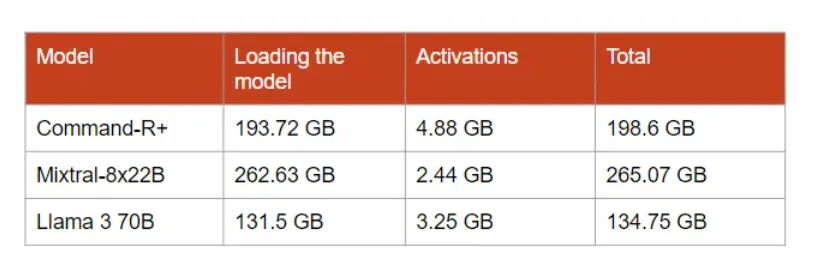 Model Loading the model Activations Total
Command-R+ 193.72 GB 4.88 GB 198.6 GB
Mixtral-8x22B 262.63 GB 2.44 GB 265.07 GB
Llama 3 70B 131.5 GB 3.25 GB 134.75 GB